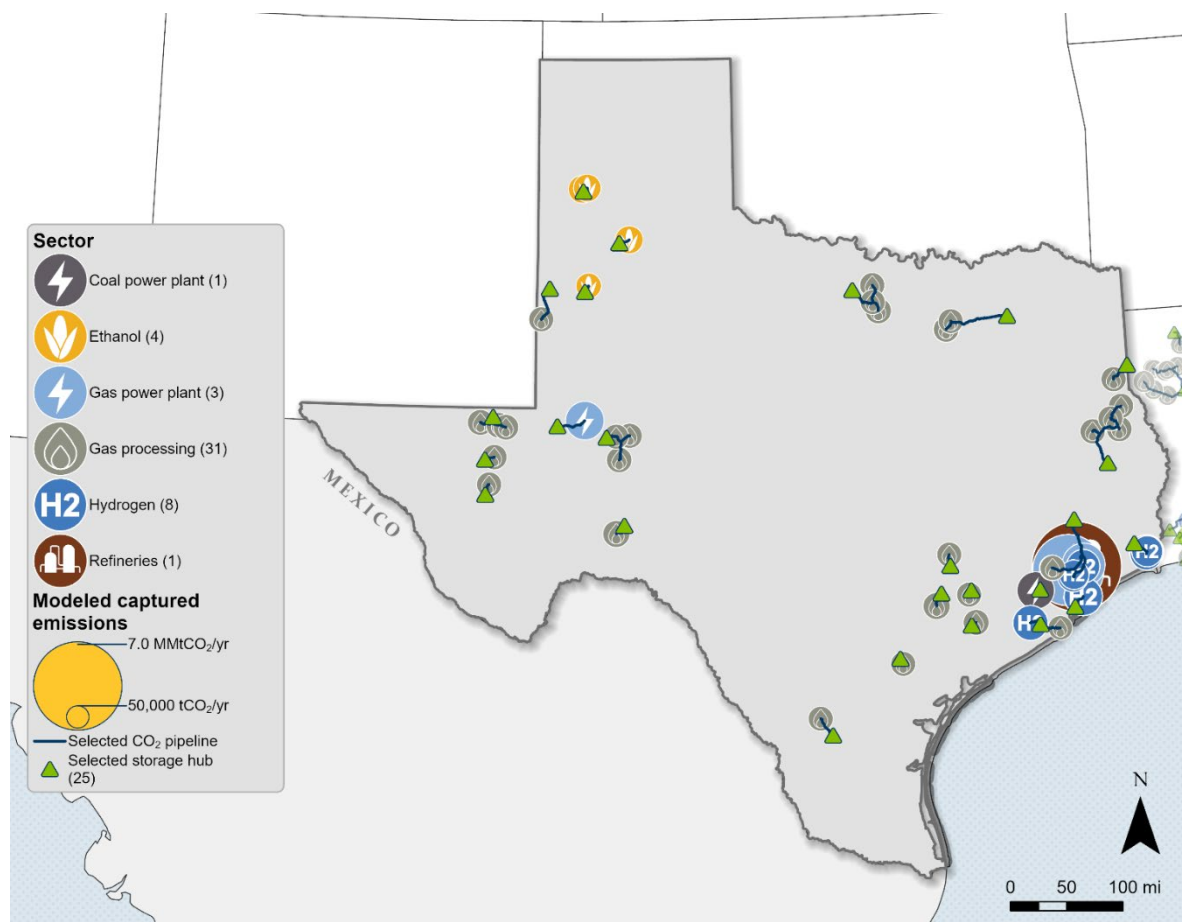 Sector
Coal power plant (1)
Ethanol (4)
Gas power plant (3)
Gas processing (31)
H2 Hydrogen (8)
Refineries (1)
Modeled captured
emissions
7.0 MMtCO₂/yr
50,000 tCO₂/yr
Selected CO₂ pipeline
Selected storage hub
(25)
MEXICO
H2
H2
H2
H2
H2
N
0 50 100 mi